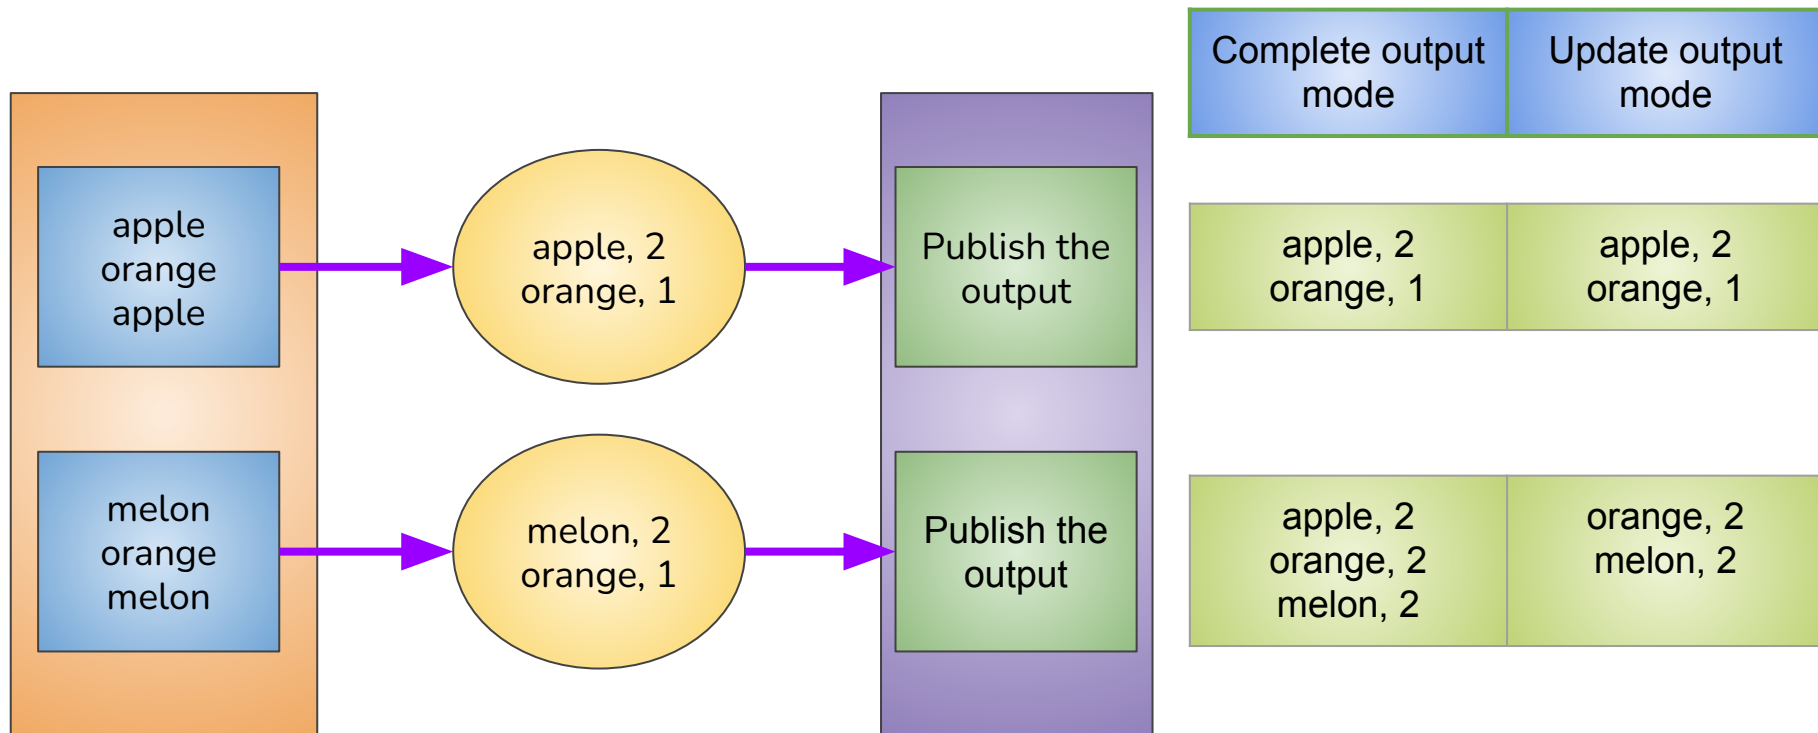 Complete output
mode
Update output
mode
apple
orange
apple
apple, 2
orange, 1
Publish the
output
apple, 2
orange, 1
apple, 2
orange, 1
melon
orange
melon
melon, 2
orange, 1
Publish the
output
apple, 2
orange, 2
melon, 2
orange, 2
melon, 2